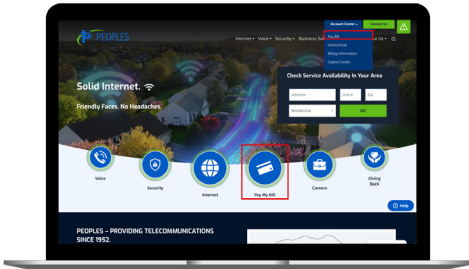 Account Center
Contact Us
PEOPLES
Internet Voice Security Business
Pay Bill
Check Email
Billing Information
Capital Credits
Solid Internet.
Friendly Faces. No Headaches.
Check Service Availability In Your Area
Address
Unit #
Zip
Residential
GO
Voice
Security
Internet
Pay My Bill
Careers
Giving
Back
Help
PEOPLES - PROVIDING TELECOMMUNICATIONS
SINCE 1952.